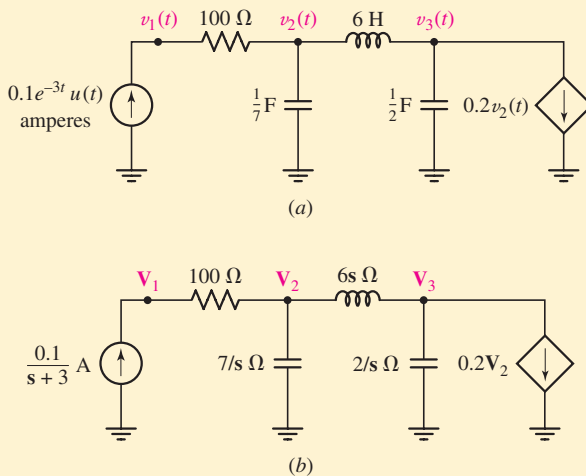 v₁(t) 100 Ω v₂(t) 6 H v₃(t)
0.1e⁻³ᵗ u(t)
amperes
1/7 F
1/2 F
0.2v₂(t)
(a)
V₁ 100 Ω V₂ 6s Ω V₃
0.1/(s + 3) A
7/s Ω
2/s Ω
0.2V₂
(b)